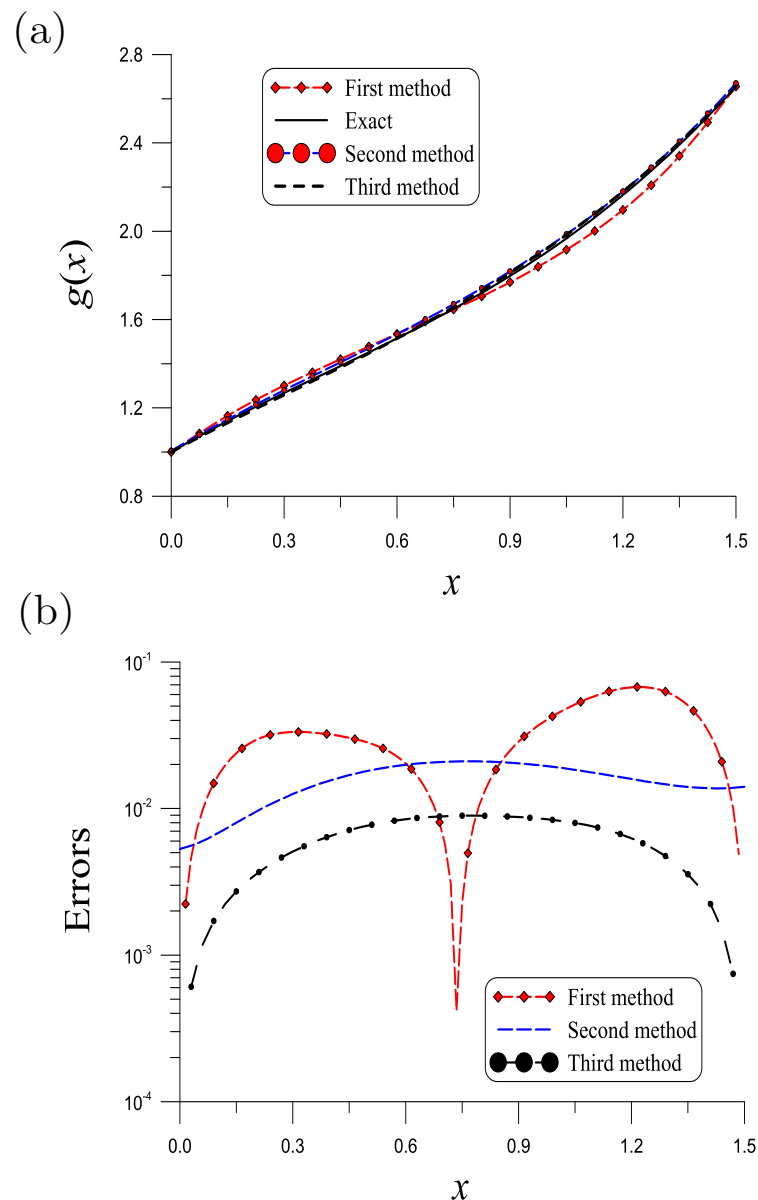 (a)
2.8
2.4
2.0
1.6
1.2
0.8
g(x)
First method
Exact
Second method
Third method
0.0 0.3 0.6 0.9 1.2 1.5
x
(b)
10-1
10-2
10-3
10-4
Errors
First method
Second method
Third method
0.0 0.3 0.6 0.9 1.2 1.5
x